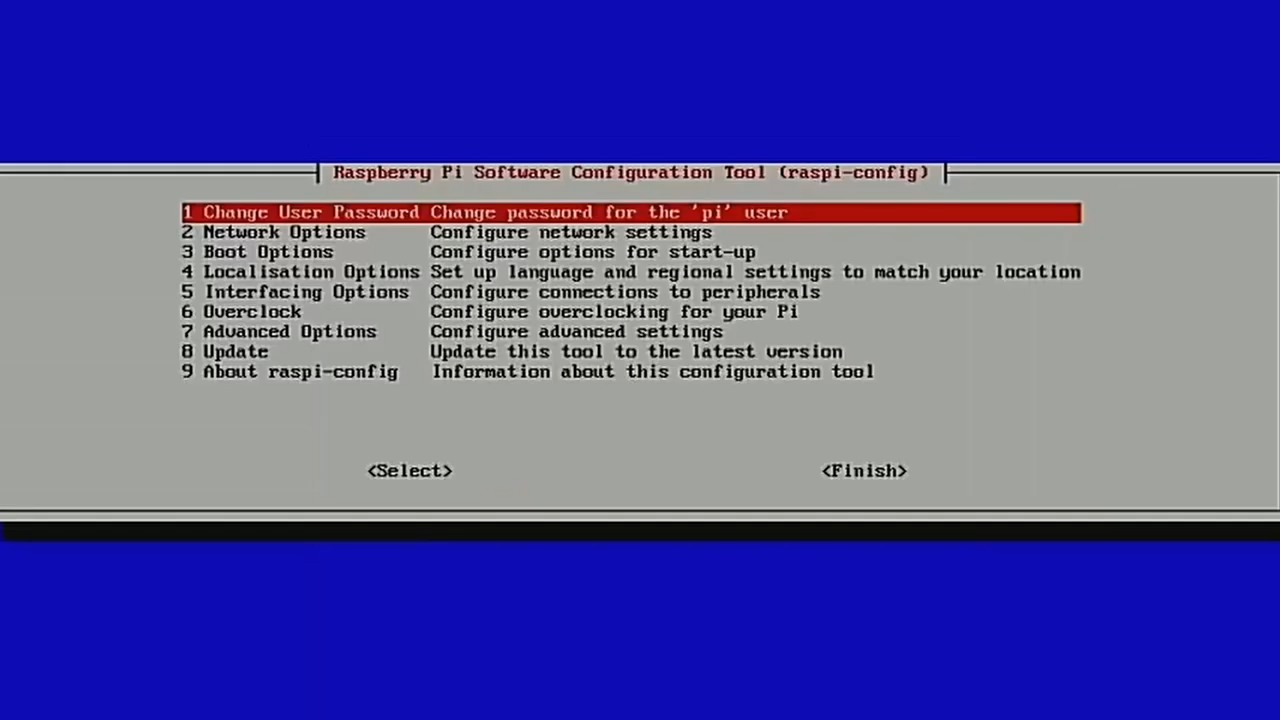 Raspberry Pi Software Configuration Tool (raspi-config)
1 Change User Password Change password for the 'pi' user
2 Network Options Configure network settings
3 Boot Options Configure options for start-up
4 Localisation Options Set up language and regional settings to match your location
5 Interfacing Options Configure connections to peripherals
6 Overclock Configure overclocking for your Pi
7 Advanced Options Configure advanced settings
8 Update Update this tool to the latest version
9 About raspi-config Information about this configuration tool
<Select> <Finish>